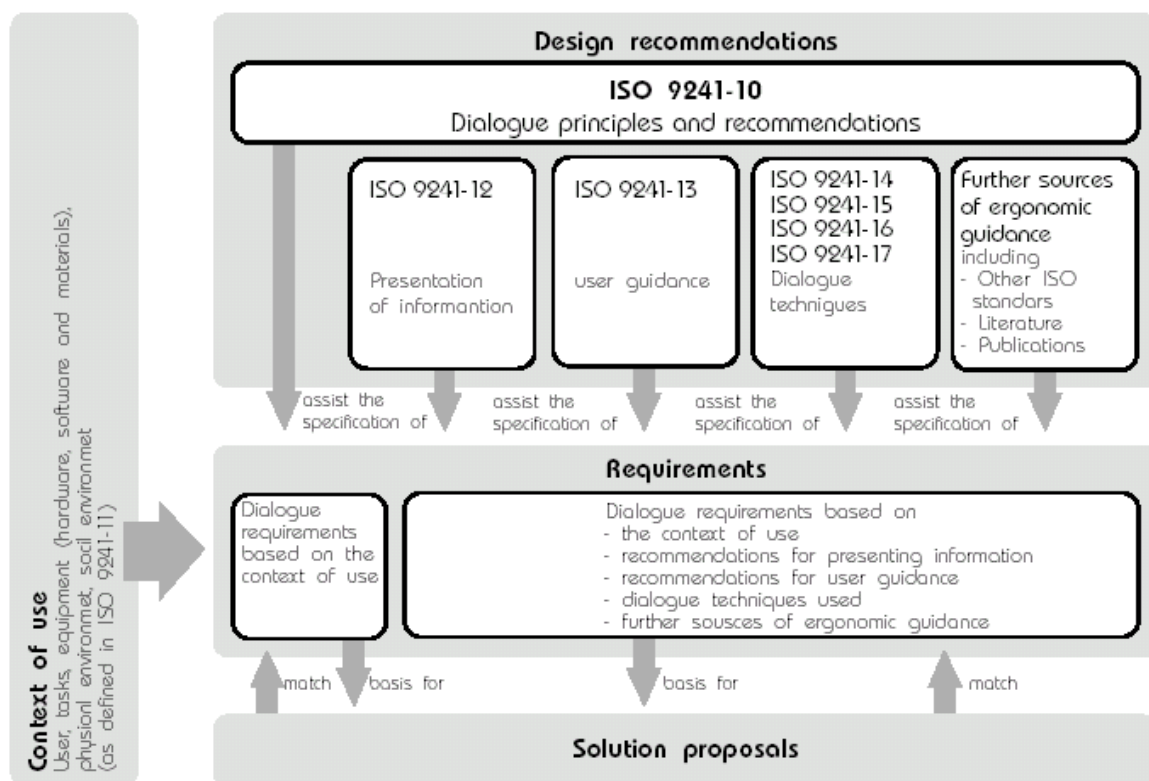 Design recommendations
ISO 9241-10
Dialogue principles and recommendations
ISO 9241-12
Presentation
of informantion
ISO 9241-13
user guidance
ISO 9241-14
ISO 9241-15
ISO 9241-16
ISO 9241-17
Dialogue
technigues
Further sources
of ergonomic
guidance
including
- Other ISO
standars
- Literature
- Publications
assist the
specification of
assist the
specification of
assist the
specification of
assist the
specification of
Context of use
User, tasks, equipment (hardware, software and materials),
physionl environmet, socil environmet
(as defined in ISO 9241-11)
Requirements
Dialogue
requirements
based on the
context of use
Dialogue requirements based on
- the context of use
- recommendations for presenting information
- recommendations for user guidance
- dialogue techniques used
- further sousces of ergonomic guidance
match
basis for
basis for
match
Solution proposals